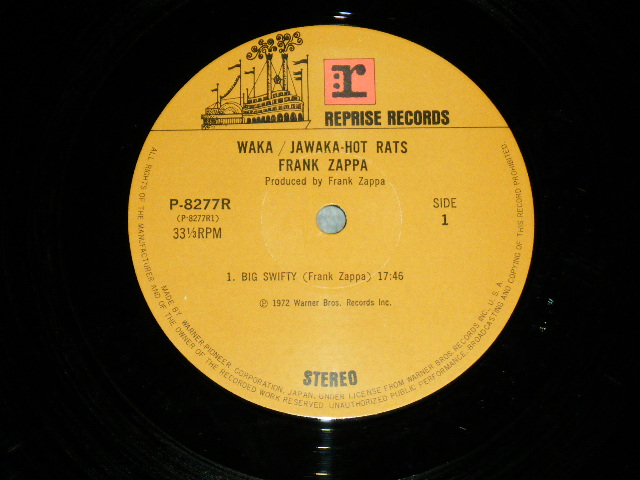 r:
REPRISE RECORDS
WAKA / JAWAKA-HOT RATS
FRANK ZAPPA
Produced by Frank Zappa
P-8277R
(P-8277R1)
33⅓RPM
SIDE
1
1. BIG SWIFTY (Frank Zappa) 17:46
℗ 1972 Warner Bros. Records Inc.
STEREO
MADE BY WARNER-PIONEER CORPORATION, JAPAN, UNDER LICENSE FROM WARNER BROS. RECORDS INC., U. S. A.
ALL RIGHTS OF THE MANUFACTURER AND OF THE OWNER OF THE RECORDED WORK RESERVED. UNAUTHORIZED PUBLIC PERFORMANCE, BROADCASTING AND COPYING OF THIS RECORD PROHIBITED.